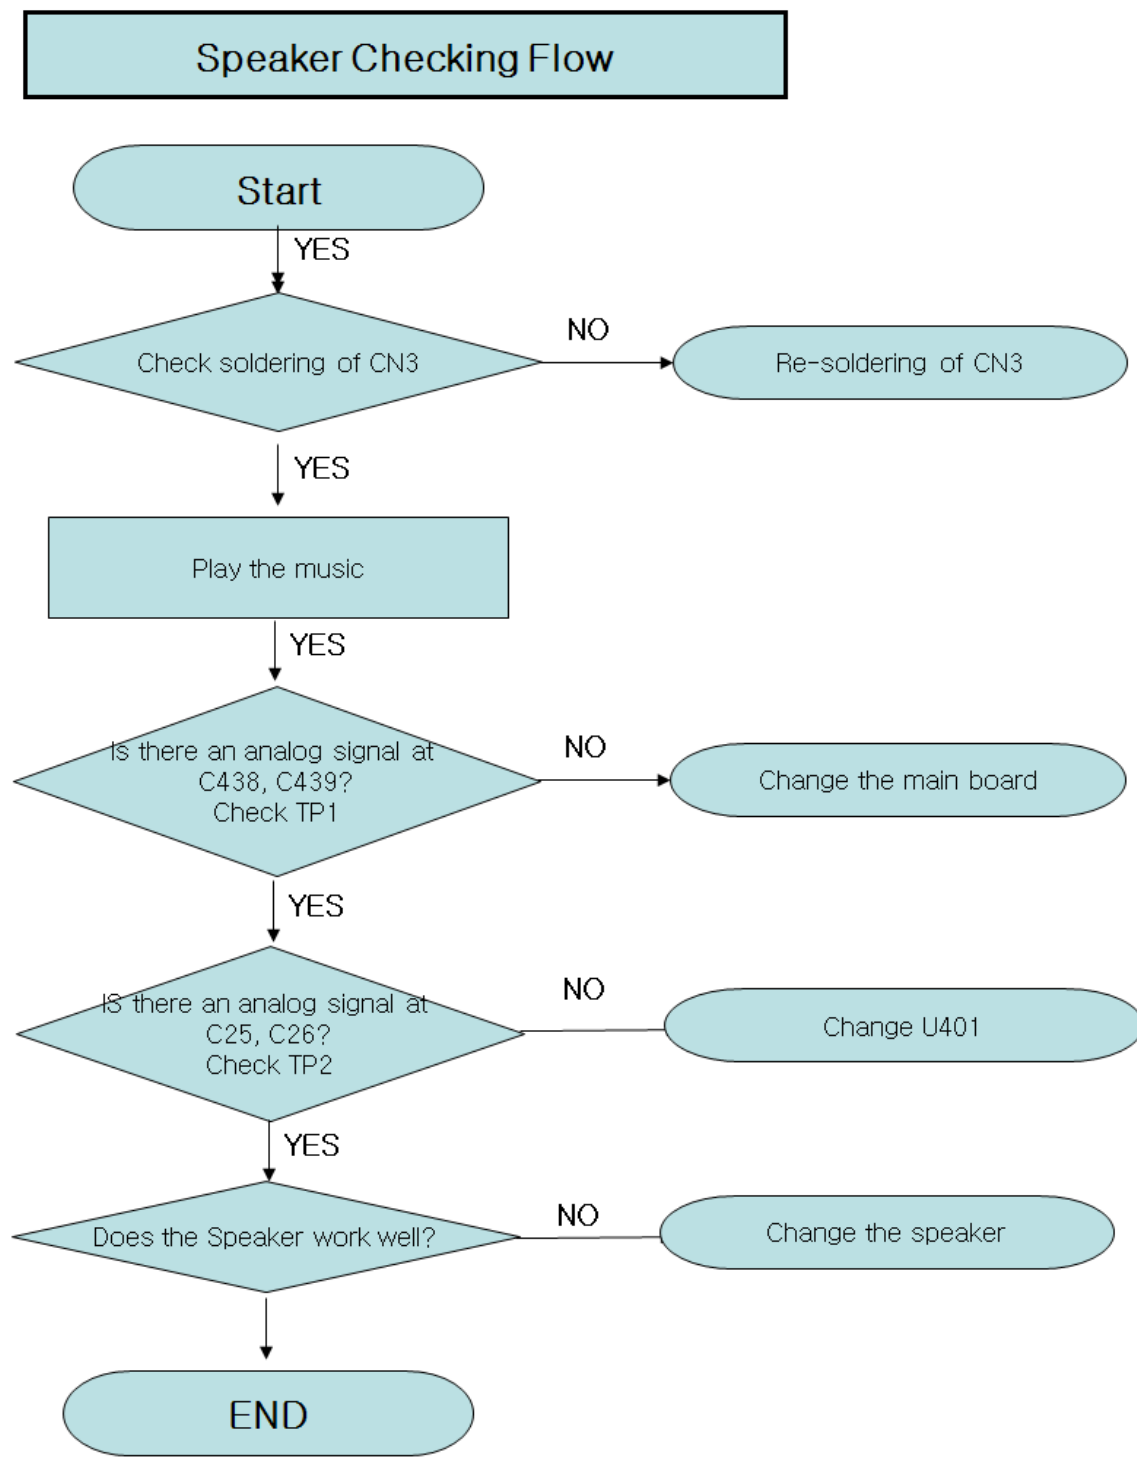 Speaker Checking Flow
Start
YES
Check soldering of CN3
NO
Re-soldering of CN3
YES
Play the music
YES
Is there an analog signal at
C438, C439?
Check TP1
NO
Change the main board
YES
IS there an analog signal at
C25, C26?
Check TP2
NO
Change U401
YES
Does the Speaker work well?
NO
Change the speaker
END